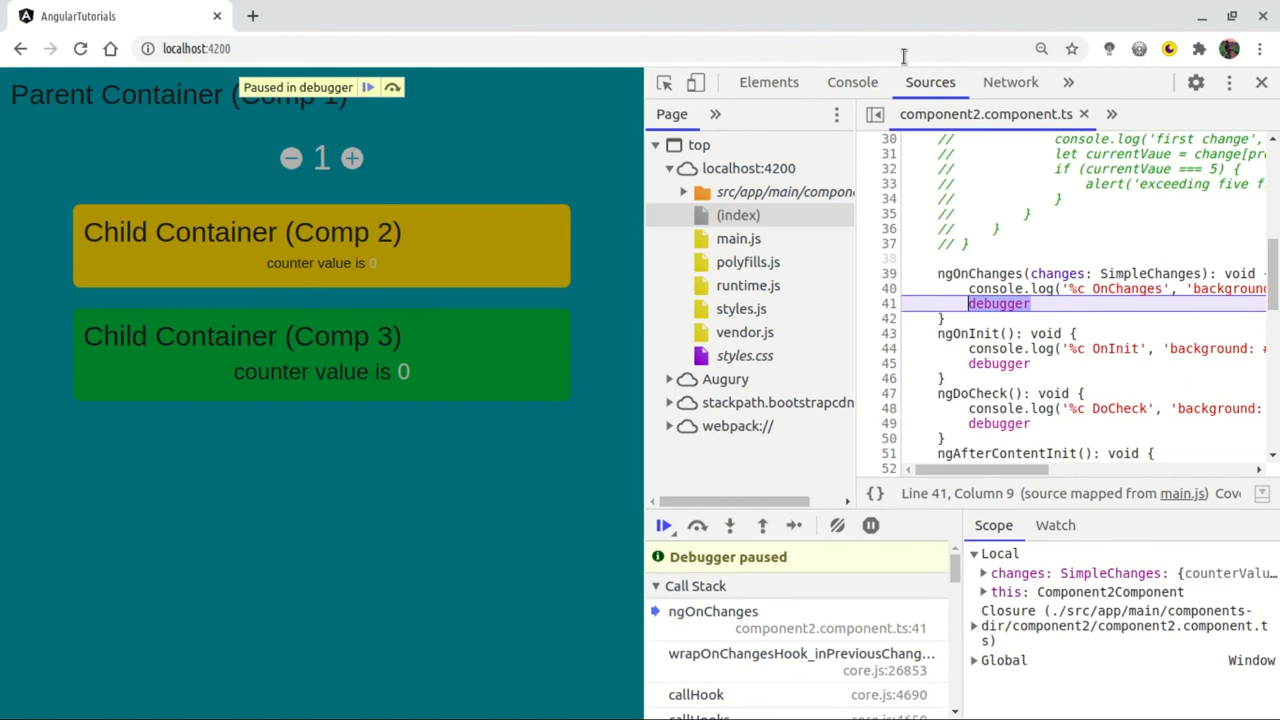 AngularTutorials
localhost:4200
Paused in debugger
Parent Container (Comp 1)
1
Child Container (Comp 2)
counter value is 0
Child Container (Comp 3)
counter value is 0
Elements
Console
Sources
Network
Page
component2.component.ts
top
localhost:4200
src/app/main/compon
(index)
main.js
polyfills.js
runtime.js
styles.js
vendor.js
styles.css
Augury
stackpath.bootstrapcdn
webpack://
30 // console.log('first change',
31 // let currentVaue = change[pr
32 // if (currentVaue === 5) {
33 // alert('exceeding five f
34 // }
35 // }
36 // }
37 // }
38
39 ngOnChanges(changes: SimpleChanges): void
40 console.log('%c OnChanges', 'background
41 debugger
42 }
43 ngOnInit(): void {
44 console.log('%c OnInit', 'background: #
45 debugger
46 }
47 ngDoCheck(): void {
48 console.log('%c DoCheck', 'background:
49 debugger
50 }
51 ngAfterContentInit(): void {
52
{} Line 41, Column 9 (source mapped from main.js) Cov
Debugger paused
Call Stack
ngOnChanges
component2.component.ts:41
wrapOnChangesHook_inPreviousChang…
core.js:26853
callHook
core.js:4690
Scope
Watch
Local
changes: SimpleChanges: {counterValu…
this: Component2Component
Closure (./src/app/main/components-
dir/component2/component2.component.t
s)
Global
Window